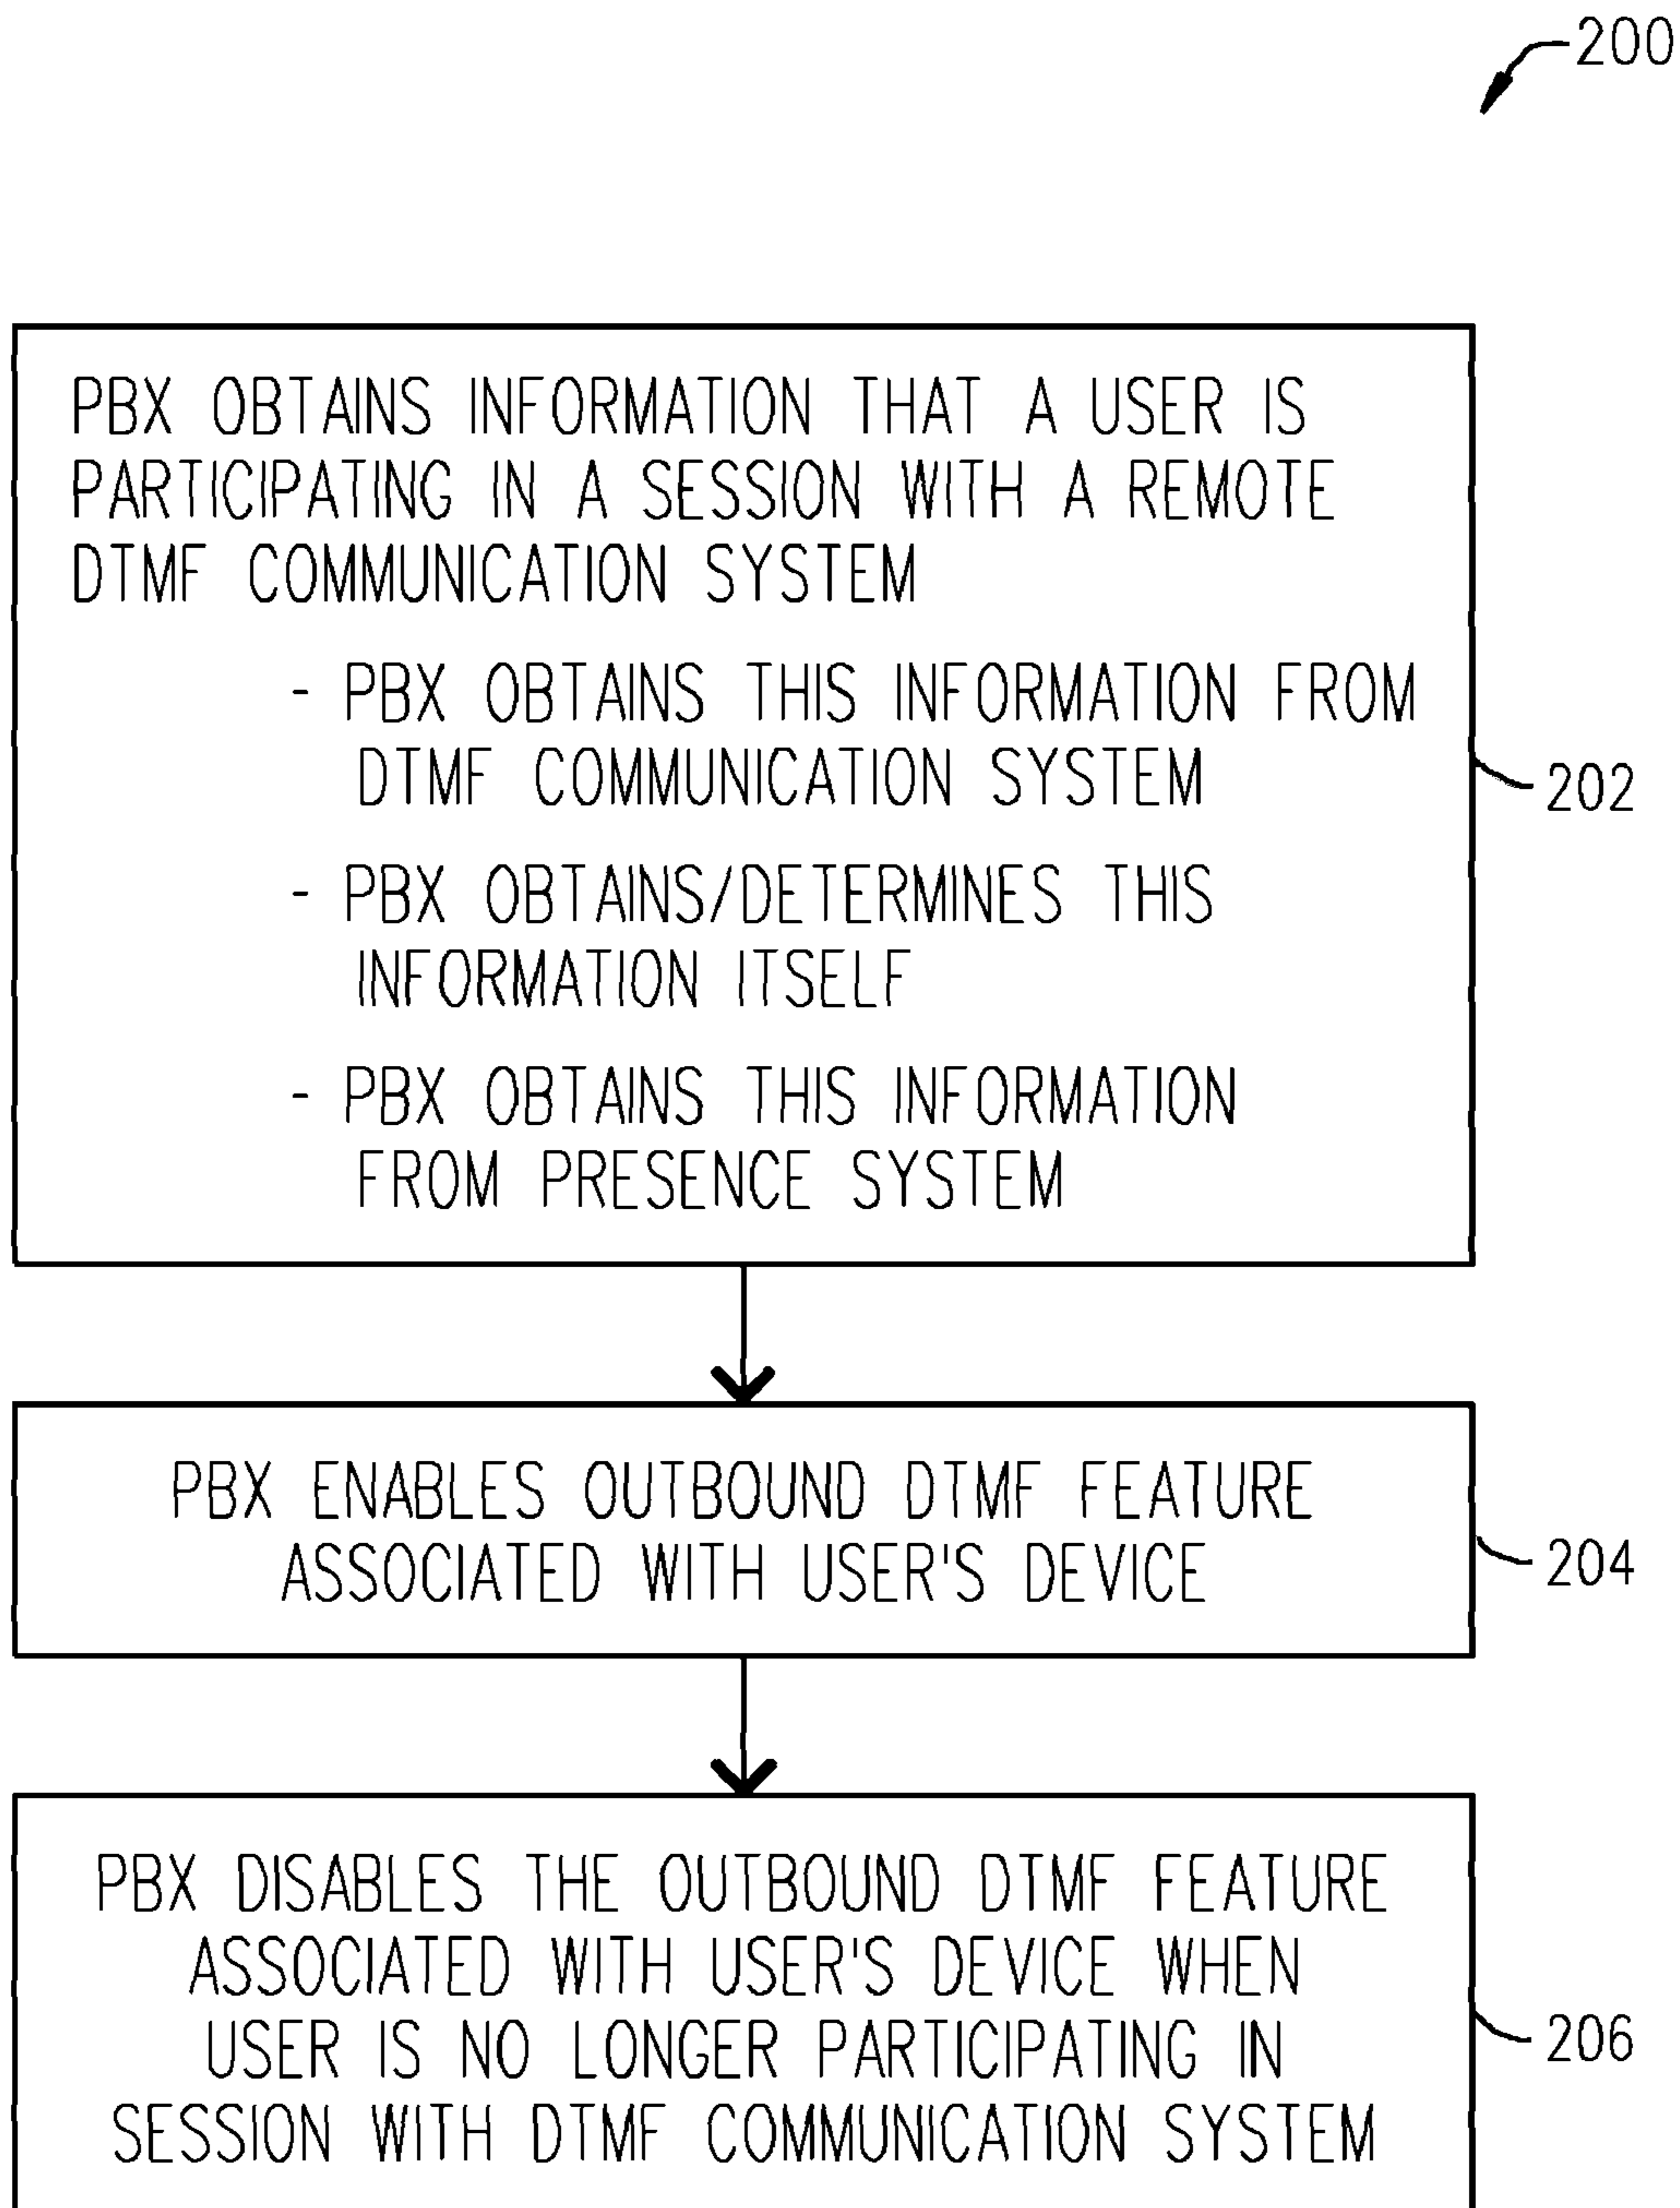 200
PBX OBTAINS INFORMATION THAT A USER IS
PARTICIPATING IN A SESSION WITH A REMOTE
DTMF COMMUNICATION SYSTEM
- PBX OBTAINS THIS INFORMATION FROM
DTMF COMMUNICATION SYSTEM
202
- PBX OBTAINS/DETERMINES THIS
INFORMATION ITSELF
- PBX OBTAINS THIS INFORMATION
FROM PRESENCE SYSTEM
PBX ENABLES OUTBOUND DTMF FEATURE
ASSOCIATED WITH USER'S DEVICE
204
PBX DISABLES THE OUTBOUND DTMF FEATURE
ASSOCIATED WITH USER'S DEVICE WHEN
USER IS NO LONGER PARTICIPATING IN
SESSION WITH DTMF COMMUNICATION SYSTEM
206